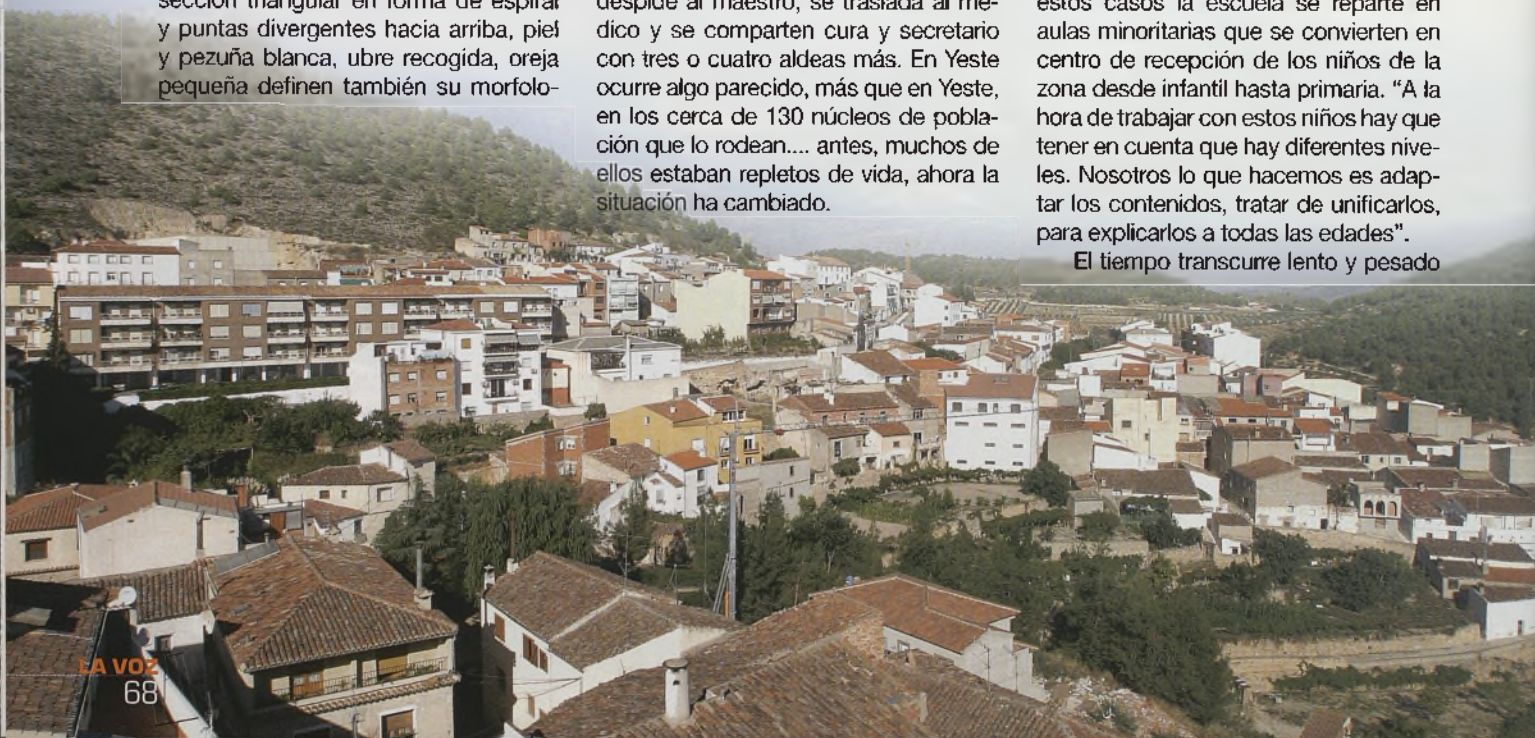 sección triangular en forma de espiral
y puntas divergentes hacia arriba, piel
y pezuña blanca, ubre recogida, oreja
pequeña definen también su morfolo-
despide al maestro, se traslada al mé-
dico y se comparten cura y secretario
con tres o cuatro aldeas más. En Yeste
ocurre algo parecido, más que en Yeste,
en los cerca de 130 núcleos de pobla-
ción que lo rodean.... antes, muchos de
ellos estaban repletos de vida, ahora la
situación ha cambiado.
estos casos la escuela se reparte en
aulas minoritarias que se convierten en
centro de recepción de los niños de la
zona desde infantil hasta primaria. “A la
hora de trabajar con estos niños hay que
tener en cuenta que hay diferentes nive-
les. Nosotros lo que hacemos es adap-
tar los contenidos, tratar de unificarlos,
para explicarlos a todas las edades”.
El tiempo transcurre lento y pesado
LA VOZ
68